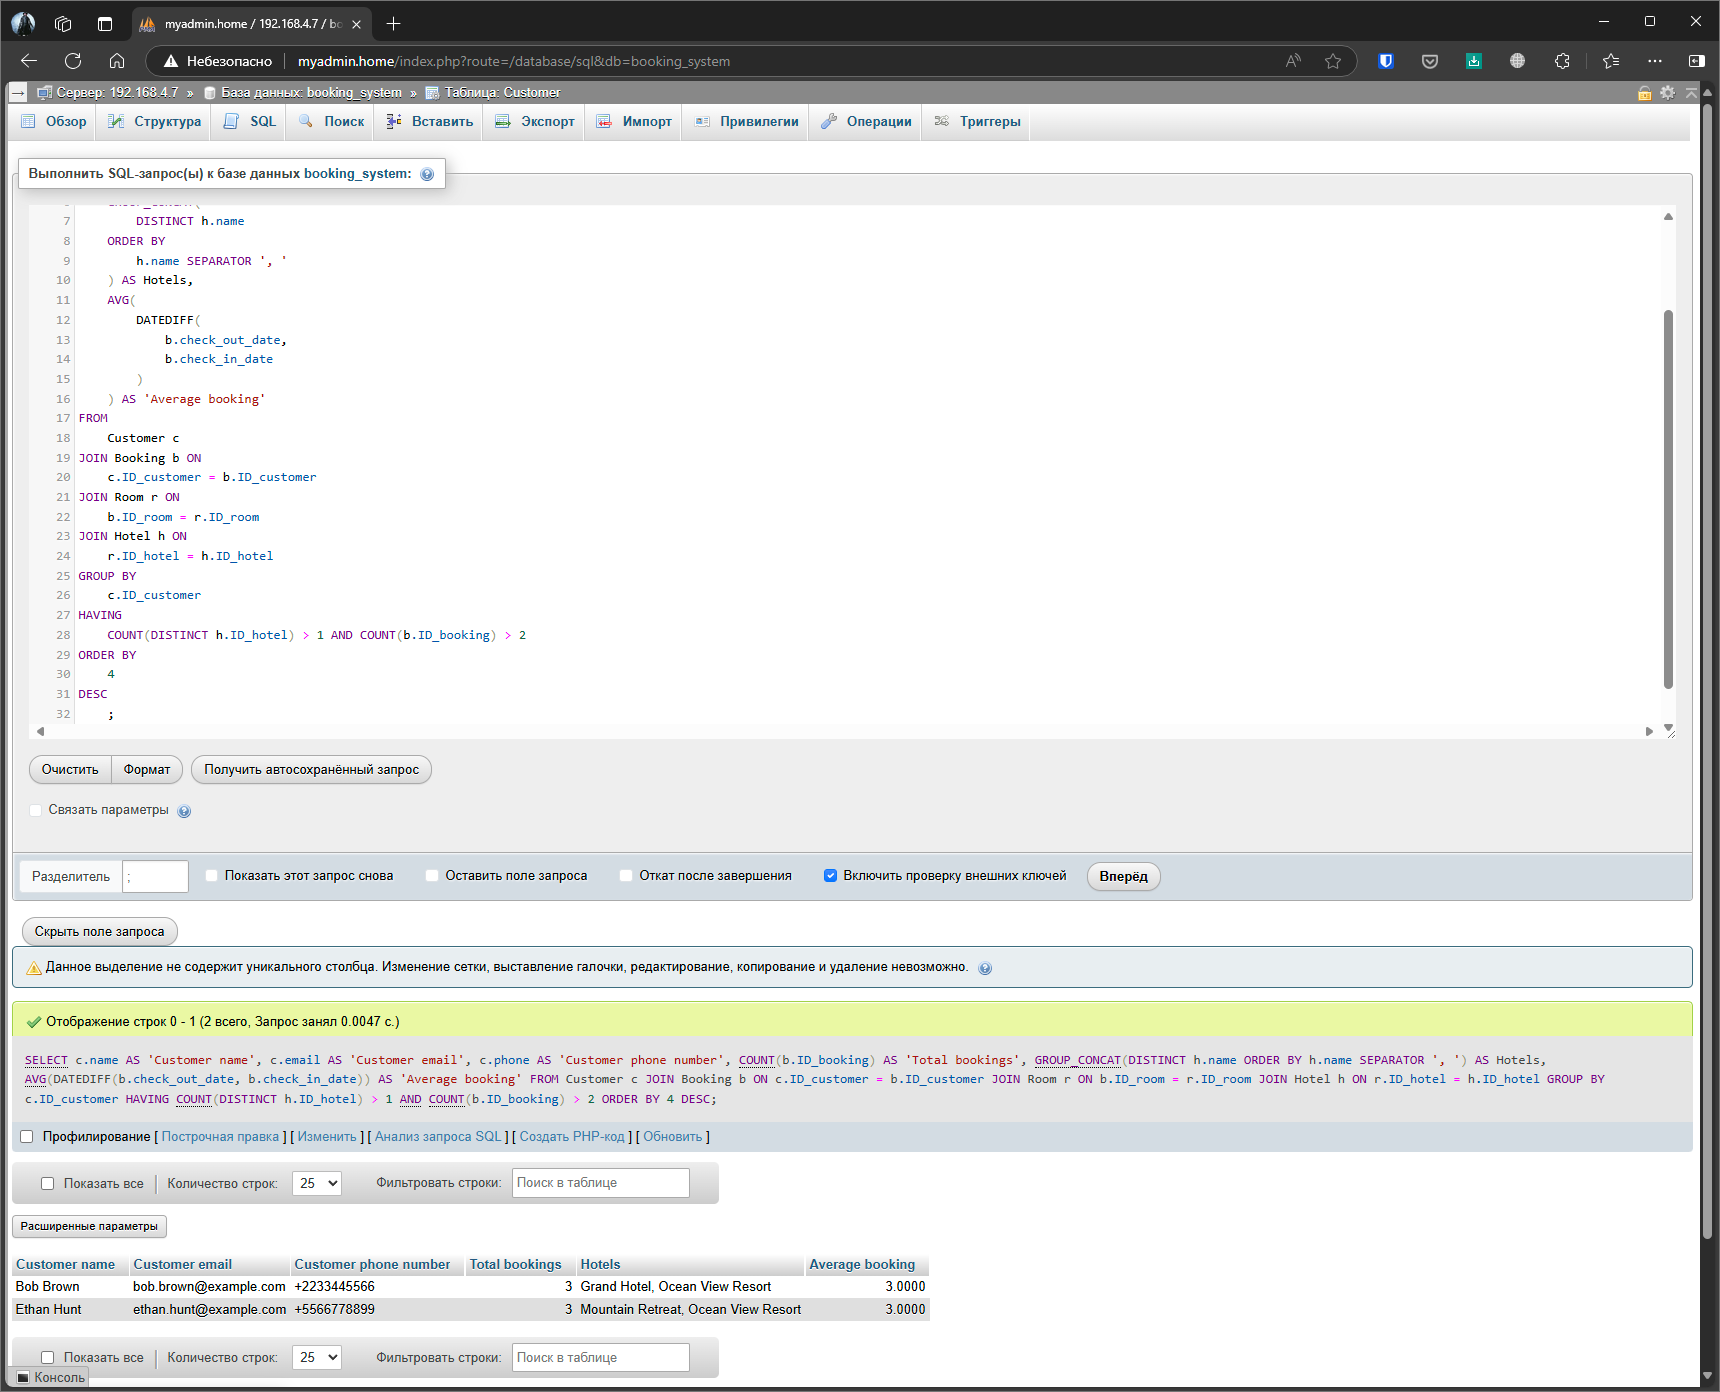 myadmin.home / 192.168.4.7 / bo
Небезопасно
myadmin.home/index.php?route=/database/sql&db=booking_system
Сервер: 192.168.4.7 » База данных: booking_system » Таблица: Customer
Обзор Структура SQL Поиск Вставить Экспорт Импорт Привилегии Операции Триггеры
Выполнить SQL-запрос(ы) к базе данных booking_system:
7 DISTINCT h.name
8 ORDER BY
9 h.name SEPARATOR ', '
10 ) AS Hotels,
11 AVG(
12 DATEDIFF(
13 b.check_out_date,
14 b.check_in_date
15 )
16 ) AS 'Average booking'
17 FROM
18 Customer c
19 JOIN Booking b ON
20 c.ID_customer = b.ID_customer
21 JOIN Room r ON
22 b.ID_room = r.ID_room
23 JOIN Hotel h ON
24 r.ID_hotel = h.ID_hotel
25 GROUP BY
26 c.ID_customer
27 HAVING
28 COUNT(DISTINCT h.ID_hotel) > 1 AND COUNT(b.ID_booking) > 2
29 ORDER BY
30 4
31 DESC
32 ;
Очистить Формат Получить автосохранённый запрос
Связать параметры
Разделитель ; Показать этот запрос снова Оставить поле запроса Откат после завершения Включить проверку внешних ключей Вперёд
Скрыть поле запроса
Данное выделение не содержит уникального столбца. Изменение сетки, выставление галочки, редактирование, копирование и удаление невозможно.
Отображение строк 0 - 1 (2 всего, Запрос занял 0.0047 с.)
SELECT c.name AS 'Customer name', c.email AS 'Customer email', c.phone AS 'Customer phone number', COUNT(b.ID_booking) AS 'Total bookings', GROUP_CONCAT(DISTINCT h.name ORDER BY h.name SEPARATOR ', ') AS Hotels,
AVG(DATEDIFF(b.check_out_date, b.check_in_date)) AS 'Average booking' FROM Customer c JOIN Booking b ON c.ID_customer = b.ID_customer JOIN Room r ON b.ID_room = r.ID_room JOIN Hotel h ON r.ID_hotel = h.ID_hotel GROUP BY
c.ID_customer HAVING COUNT(DISTINCT h.ID_hotel) > 1 AND COUNT(b.ID_booking) > 2 ORDER BY 4 DESC;
Профилирование [ Построчная правка ] [ Изменить ] [ Анализ запроса SQL ] [ Создать PHP-код ] [ Обновить ]
Показать все Количество строк: 25 Фильтровать строки: Поиск в таблице
Расширенные параметры
Customer name Customer email Customer phone number Total bookings Hotels Average booking
Bob Brown bob.brown@example.com +2233445566 3 Grand Hotel, Ocean View Resort 3.0000
Ethan Hunt ethan.hunt@example.com +5566778899 3 Mountain Retreat, Ocean View Resort 3.0000
Показать все Количество строк: 25 Фильтровать строки: Поиск в таблице
Консоль